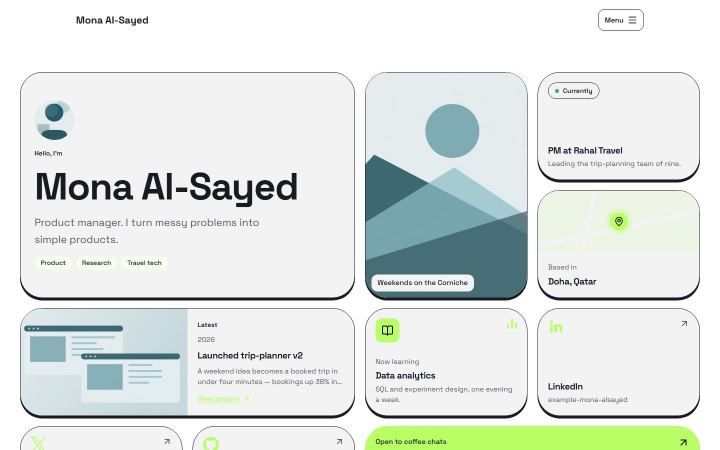 Mona Al-Sayed
Menu
Hello, I'm
Mona Al-Sayed
Product manager. I turn messy problems into
simple products.
Product
Research
Travel tech
Weekends on the Corniche
Currently
PM at Rahal Travel
Leading the trip-planning team of nine.
Based in
Doha, Qatar
Latest
2026
Launched trip-planner v2
A weekend idea becomes a booked trip in
under four minutes — bookings up 38% in...
View project
Now learning
Data analytics
SQL and experiment design, one evening
a week.
LinkedIn
example-mona-alsayed
Open to coffee chats